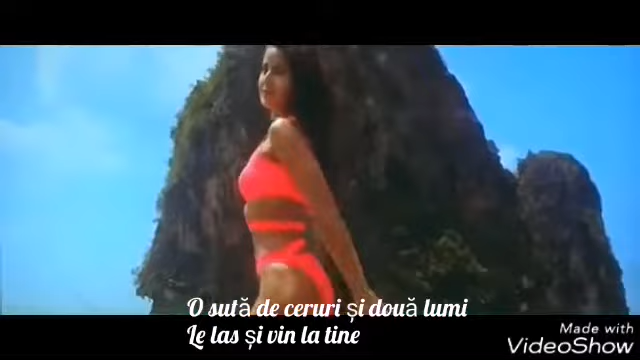 O sută de ceruri și două lumi
Le las și vin la tine
Made with
VideoShow